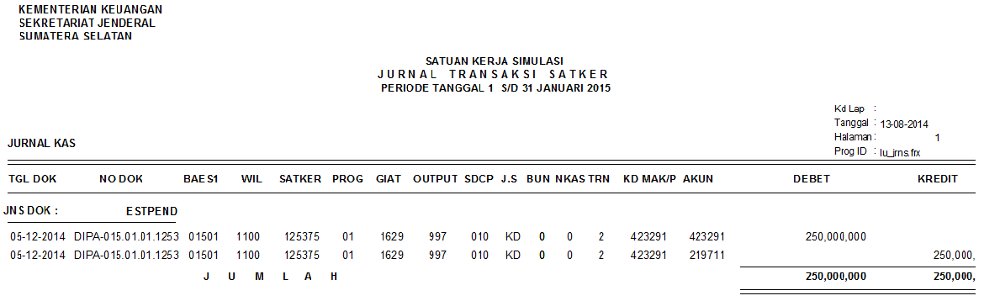 KEMENTERIAN KEUANGAN
SEKRETARIAT JENDERAL
SUMATERA SELATAN
SATUAN KERJA SIMULASI
JURNAL TRANSAKSI SATKER
PERIODE TANGGAL 1 S/D 31 JANUARI 2015
Kd Lap :
Tanggal : 13-08-2014
Halaman : 1
Prog ID : lu_jrns.frx
JURNAL KAS
TGL DOK NO DOK BAES1 WIL SATKER PROG GIAT OUTPUT SDCP J.S BUN NKAS TRN KD MAK/P AKUN DEBET KREDIT
JNS DOK : ESTPEND
05-12-2014 DIPA-015.01.01.1253 01501 1100 125375 01 1629 997 010 KD 0 0 2 423291 423291 250,000,000
05-12-2014 DIPA-015.01.01.1253 01501 1100 125375 01 1629 997 010 KD 0 0 2 423291 219711 250,000,
J U M L A H 250,000,000 250,000,